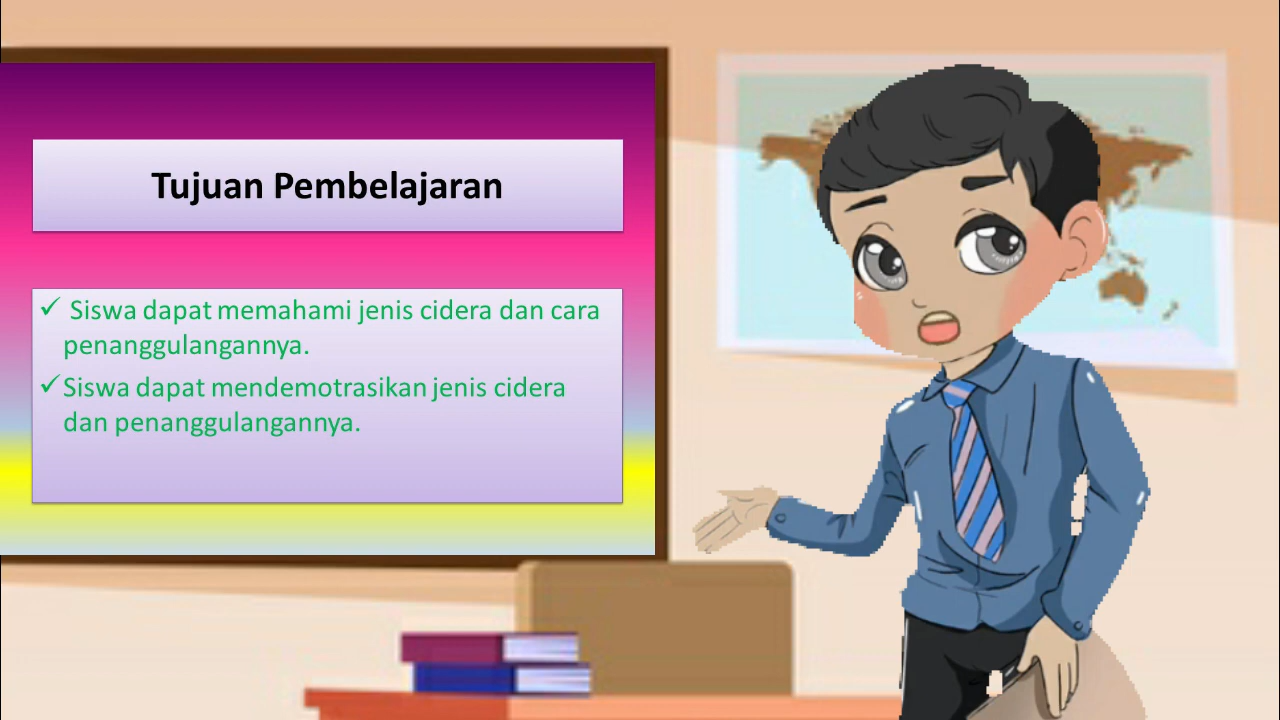 Tujuan Pembelajaran
✓ Siswa dapat memahami jenis cidera dan cara
penanggulangannya.
✓ Siswa dapat mendemotrasikan jenis cidera
dan penanggulangannya.